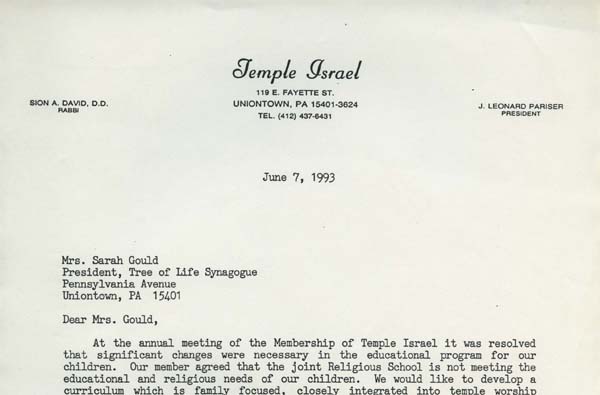 Temple Israel
119 E. FAYETTE ST.
UNIONTOWN, PA 15401-3624
TEL. (412) 437-6431
SION A. DAVID, D.D.
RABBI
J. LEONARD PARISER
PRESIDENT
June 7, 1993
Mrs. Sarah Gould
President, Tree of Life Synagogue
Pennsylvania Avenue
Uniontown, PA 15401
Dear Mrs. Gould,
At the annual meeting of the Membership of Temple Israel it was resolved
that significant changes were necessary in the educational program for our
children. Our member agreed that the joint Religious School is not meeting the
educational and religious needs of our children. We would like to develop a
curriculum which is family focused, closely integrated into temple worship